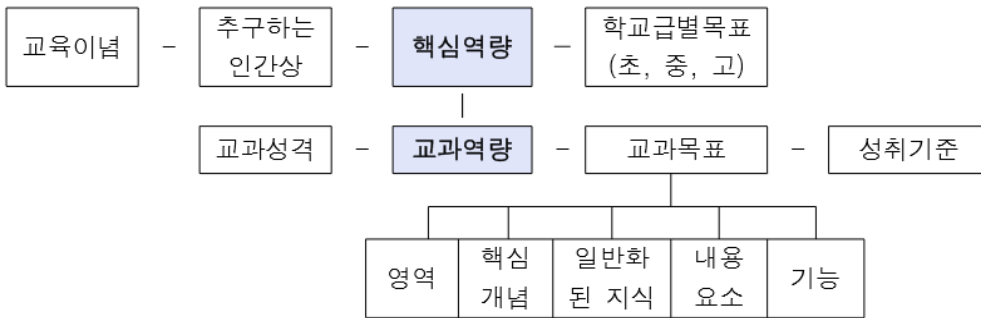 교육이념 - 추구하는 인간상 - 핵심역량 - 학교급별목표 (초, 중, 고)
교과성격 - 교과역량 - 교과목표 - 성취기준
영역
핵심
개념
일반화
된 지식
내용
요소
기능